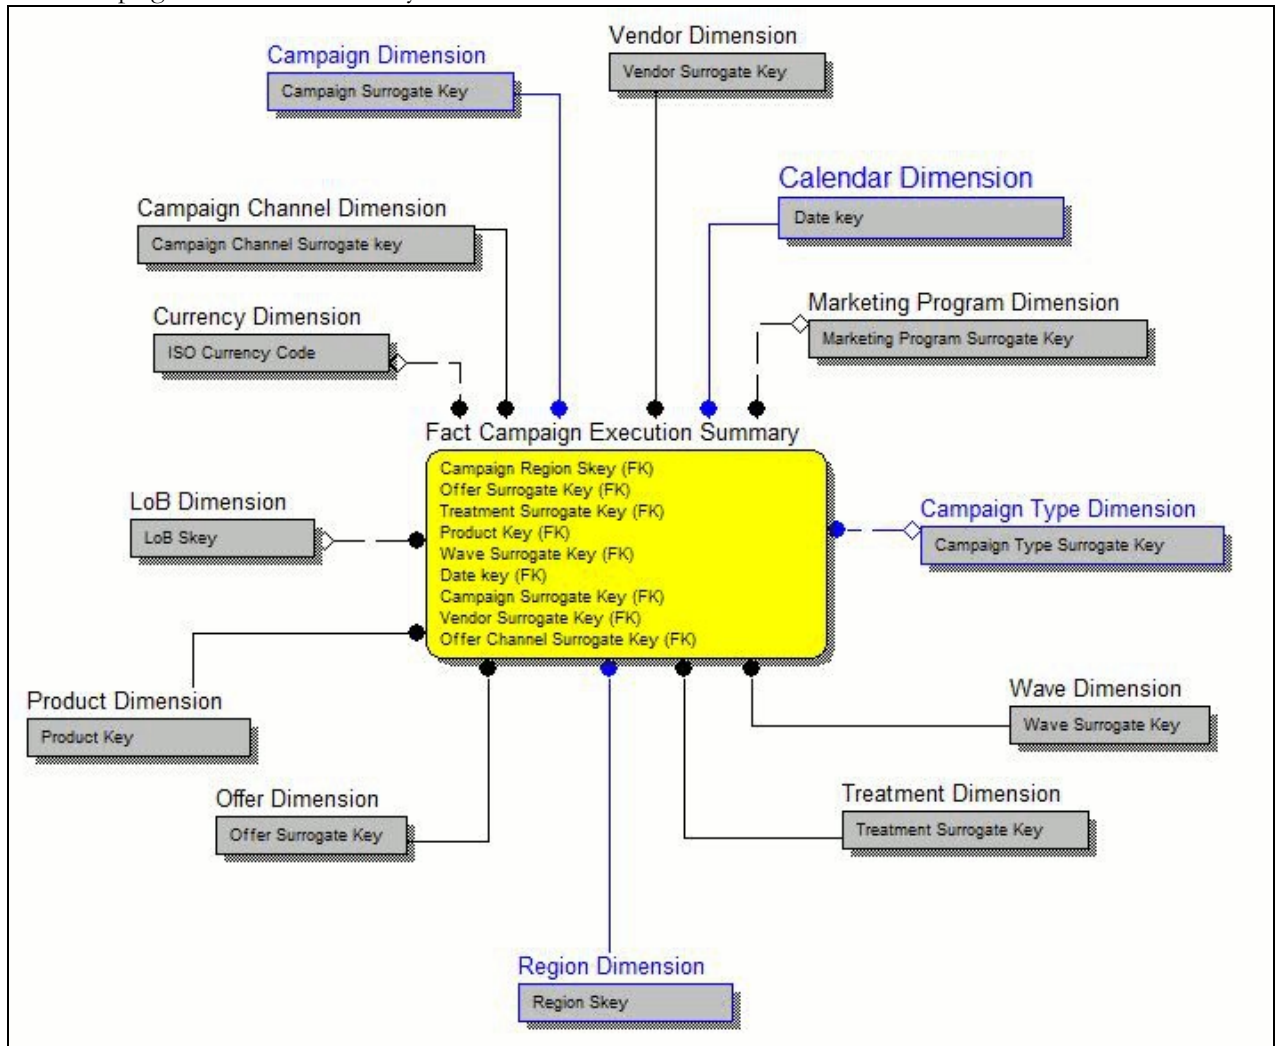 Campaign Dimension
Campaign Surrogate Key
Vendor Dimension
Vendor Surrogate Key
Calendar Dimension
Date key
Campaign Channel Dimension
Campaign Channel Surrogate key
Currency Dimension
ISO Currency Code
Marketing Program Dimension
Marketing Program Surrogate Key
Fact Campaign Execution Summary
Campaign Region Skey (FK)
Offer Surrogate Key (FK)
Treatment Surrogate Key (FK)
Product Key (FK)
Wave Surrogate Key (FK)
Date key (FK)
Campaign Surrogate Key (FK)
Vendor Surrogate Key (FK)
Offer Channel Surrogate Key (FK)
LoB Dimension
LoB Skey
Campaign Type Dimension
Campaign Type Surrogate Key
Product Dimension
Product Key
Wave Dimension
Wave Surrogate Key
Offer Dimension
Offer Surrogate Key
Treatment Dimension
Treatment Surrogate Key
Region Dimension
Region Skey